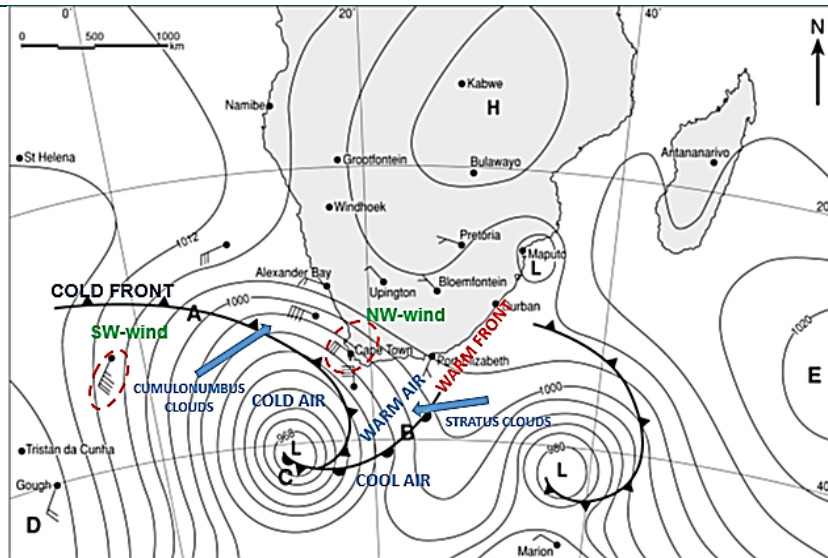 0° 20° 40°
0 500 1000
km
N
Kabwe
H
Namibe
St Helena
Grootfontein
Bulawayo
Antananarivo
Windhoek
20
1012
Pretoria
Maputo
L
Alexander Bay
Upington
Bloemfontein
COLD FRONT
1000
Durban
A
NW-wind
SW-wind
1020
Cape Town
Port Elizabeth
WARM FRONT
E
CUMULONUMBUS
CLOUDS
COLD AIR
WARM AIR
1000
STRATUS CLOUDS
B
968
L
980
Tristan da Cunha
C
COOL AIR
L
Gough
40
D
Marion